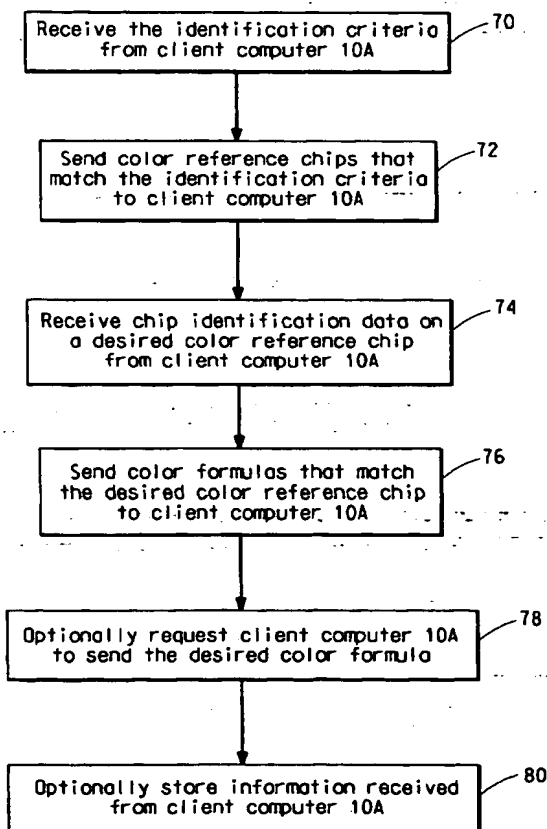 Receive the identification criteria
from client computer 10A
70
Send color reference chips that
match the identification criteria
to client computer 10A
72
Receive chip identification data on
a desired color reference chip
from client computer 10A
74
Send color formulas that match
the desired color reference chip
to client computer 10A
76
Optionally request client computer 10A
to send the desired color formula
78
Optionally store information received
from client computer 10A
80